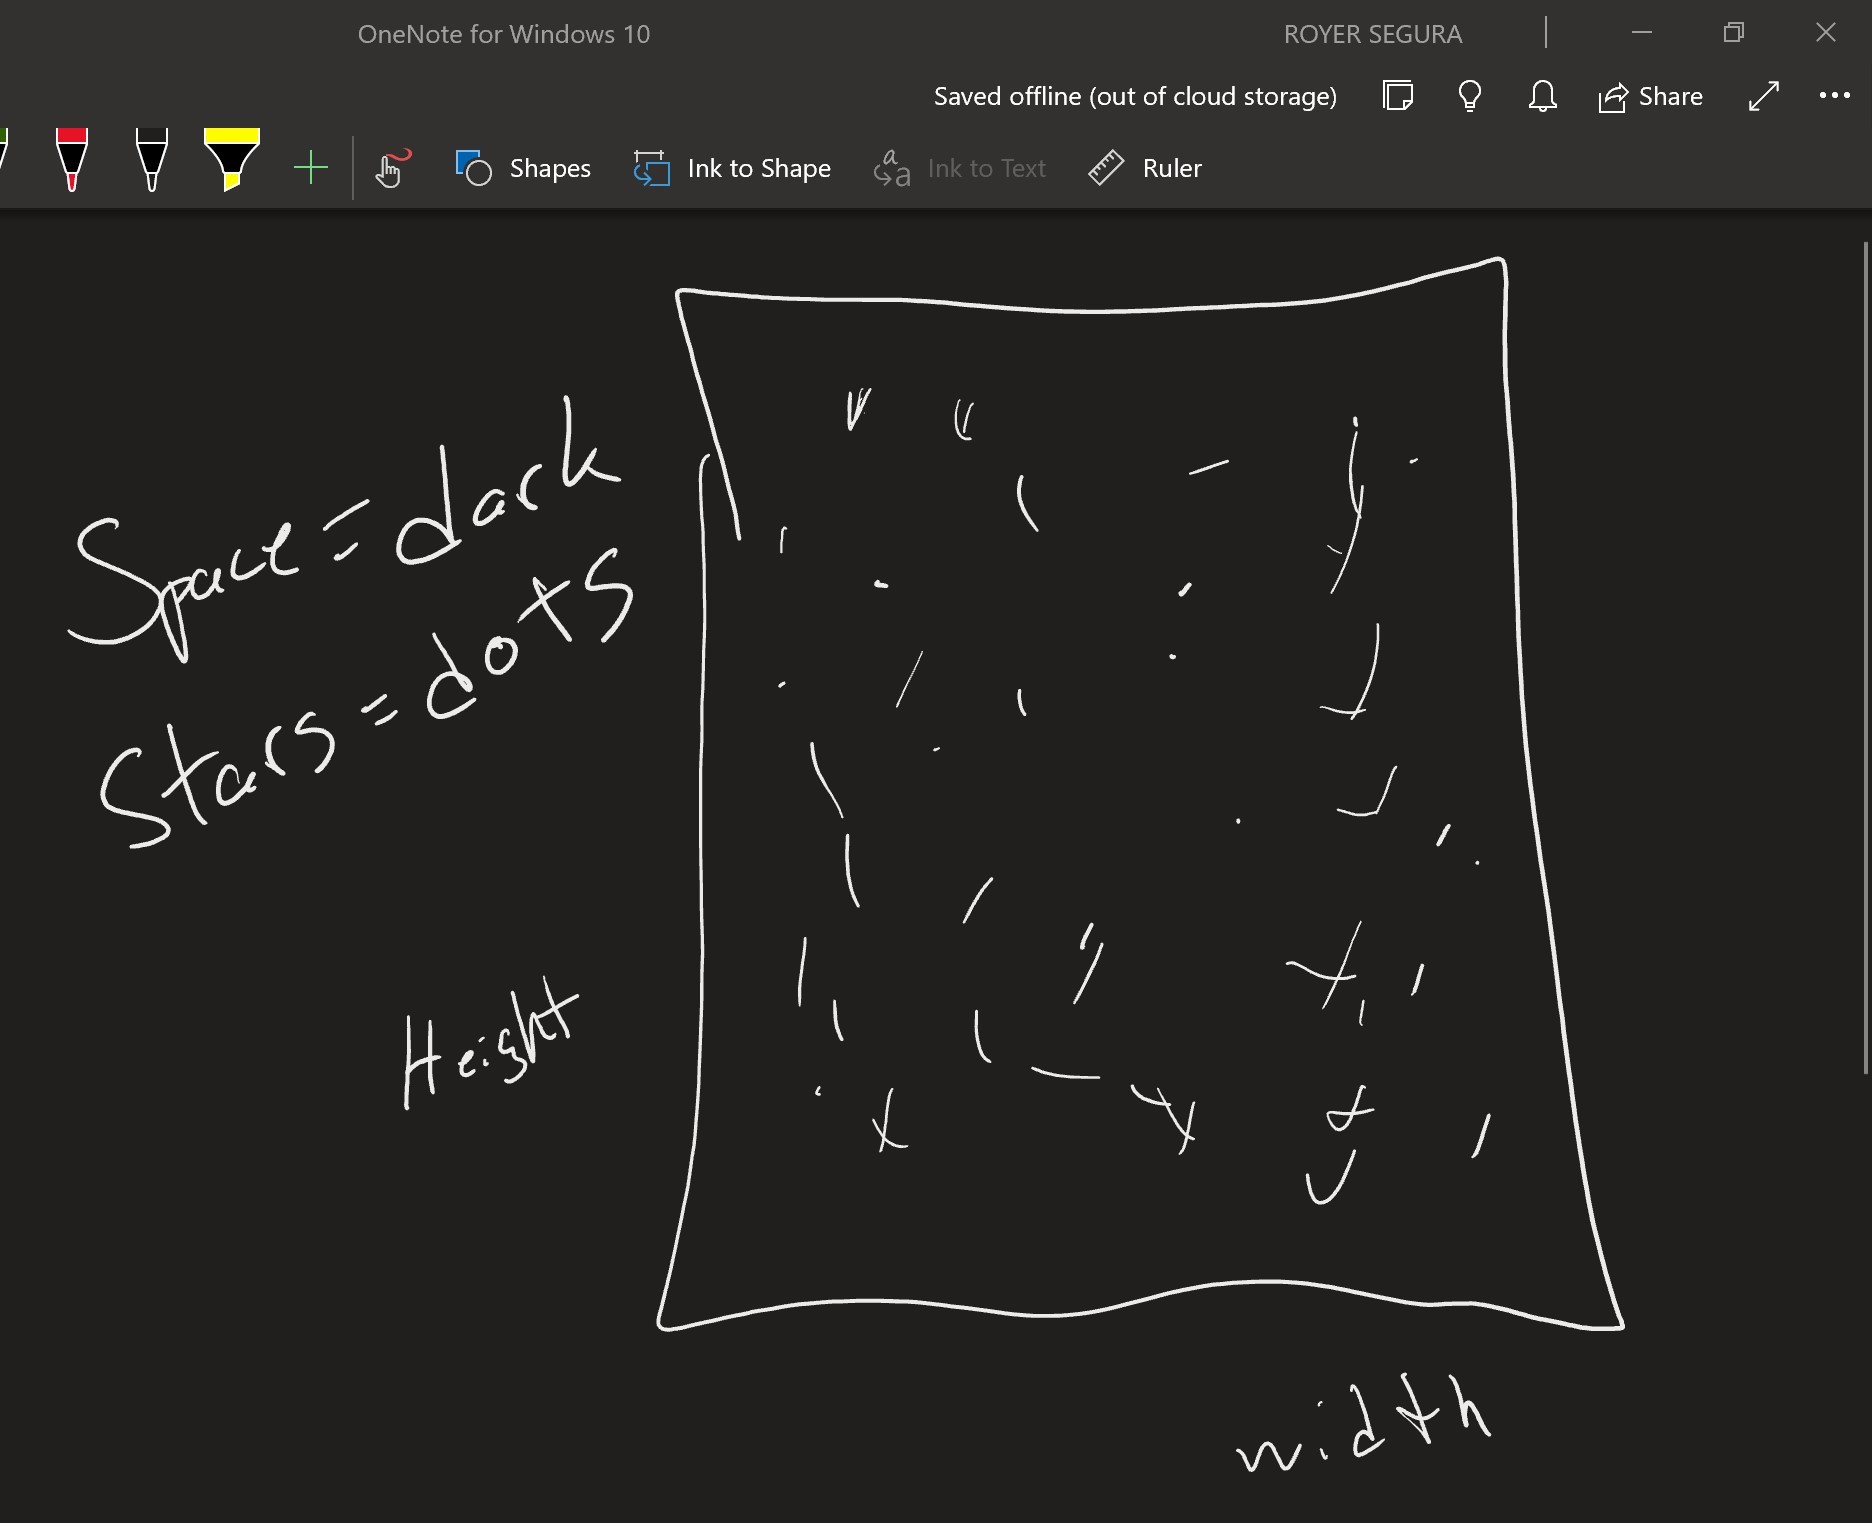 OneNote for Windows 10
ROYER SEGURA
Saved offline (out of cloud storage)
Share
Shapes
Ink to Shape
Ink to Text
Ruler
Space = dark
Stars = dots
Height
width